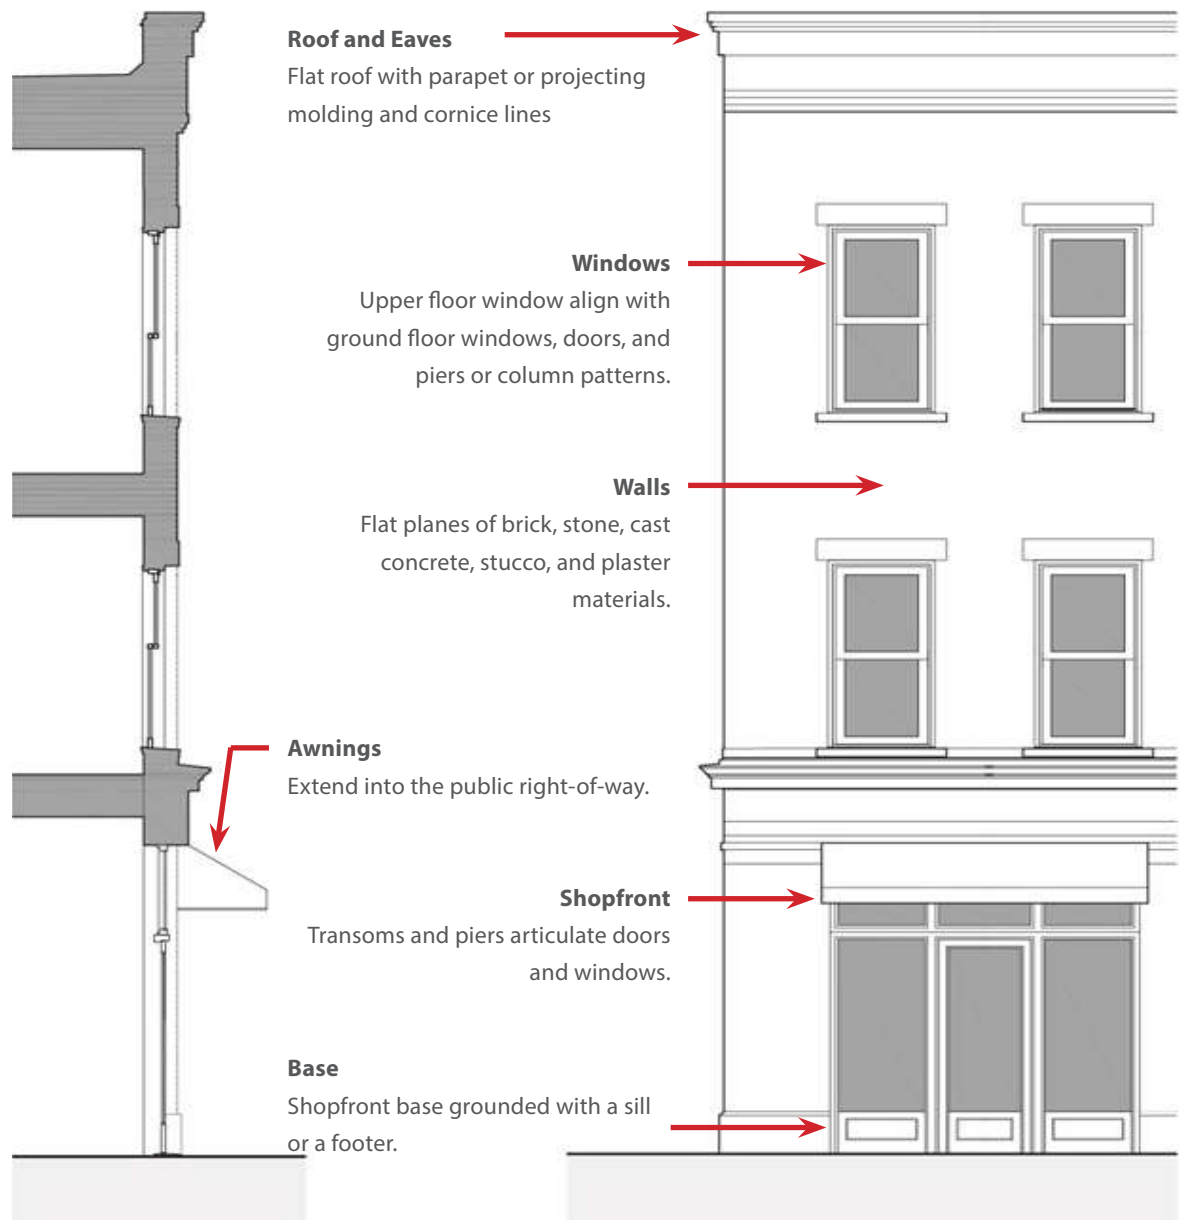 Roof and Eaves
Flat roof with parapet or projecting
molding and cornice lines
Windows
Upper floor window align with
ground floor windows, doors, and
piers or column patterns.
Walls
Flat planes of brick, stone, cast
concrete, stucco, and plaster
materials.
Awnings
Extend into the public right-of-way.
Shopfront
Transoms and piers articulate doors
and windows.
Base
Shopfront base grounded with a sill
or a footer.